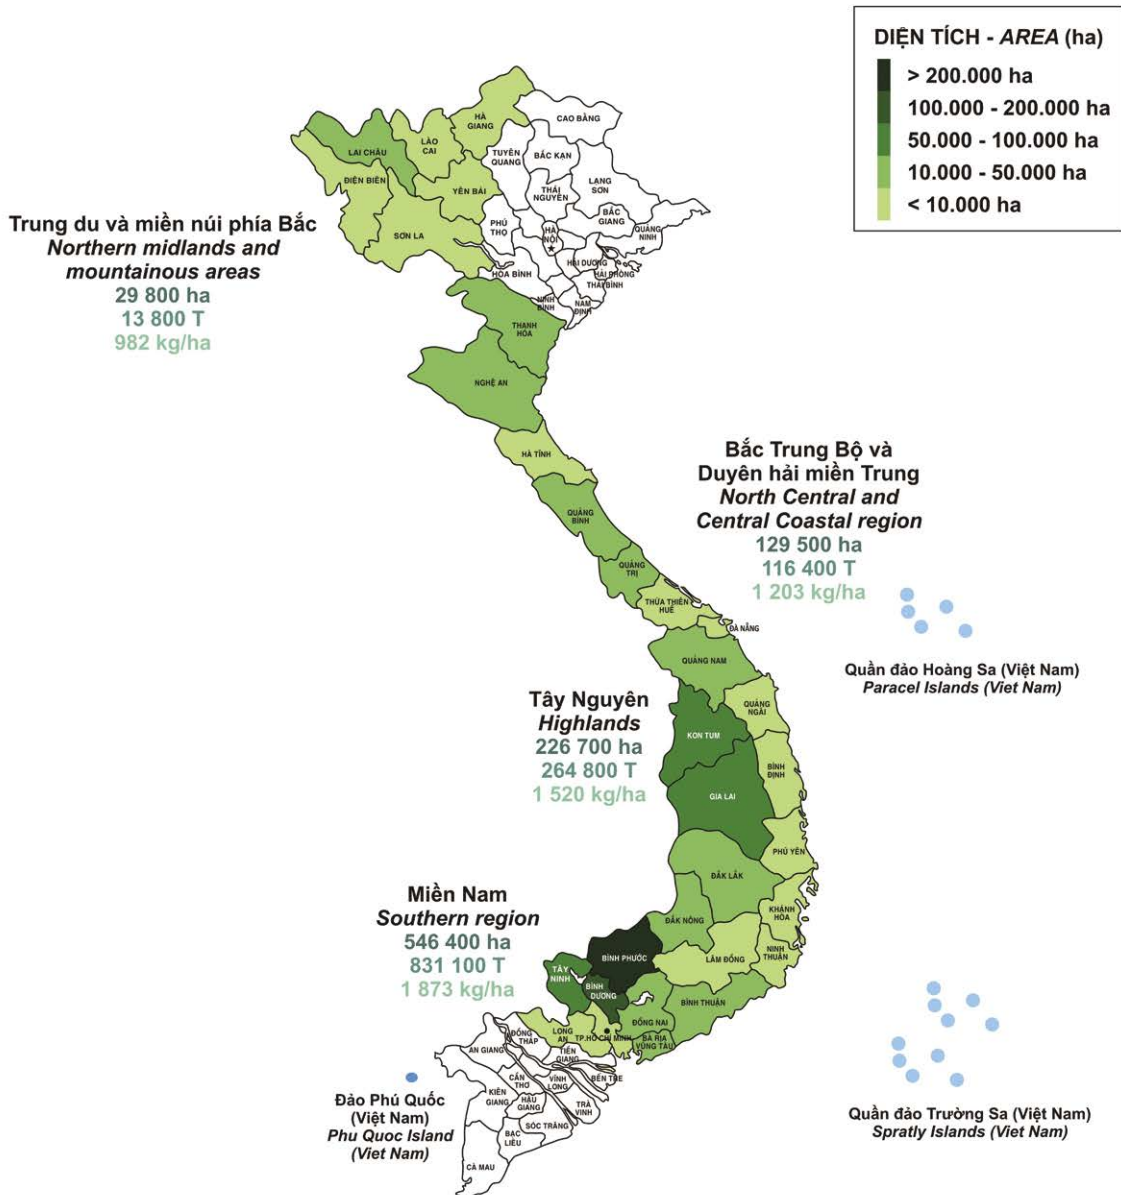 DIỆN TÍCH - AREA (ha)
> 200.000 ha
100.000 - 200.000 ha
50.000 - 100.000 ha
10.000 - 50.000 ha
< 10.000 ha
HÀ
GIANG
CAO BẰNG
LÀO
CAI
LAI CHÂU
TUYÊN
QUANG
BẮC KẠN
ĐIỆN BIÊN
YÊN BÁI
THÁI
NGUYÊN
LẠNG
SƠN
PHÚ
THỌ
BẮC
GIANG
QUẢNG
NINH
SƠN LA
HÀ
NỘI
HẢI DƯƠNG
HẢI PHÒNG
THÁI BÌNH
HÒA BÌNH
NINH
BÌNH
NAM
ĐỊNH
Trung du và miền núi phía Bắc
Northern midlands and
mountainous areas
29 800 ha
13 800 T
982 kg/ha
THANH
HÓA
NGHỆ AN
HÀ TĨNH
QUẢNG
BÌNH
QUẢNG
TRỊ
THỪA THIÊN
HUẾ
ĐÀ NẴNG
Bắc Trung Bộ và
Duyên hải miền Trung
North Central and
Central Coastal region
129 500 ha
116 400 T
1 203 kg/ha
Quần đảo Hoàng Sa (Việt Nam)
Paracel Islands (Viet Nam)
QUẢNG NAM
QUẢNG
NGÃI
KON TUM
BÌNH
ĐỊNH
GIA LAI
PHÚ YÊN
ĐẮK LẮK
KHÁNH
HÒA
ĐẮK NÔNG
NINH
THUẬN
LÂM ĐỒNG
Tây Nguyên
Highlands
226 700 ha
264 800 T
1 520 kg/ha
Miền Nam
Southern region
546 400 ha
831 100 T
1 873 kg/ha
BÌNH PHƯỚC
TÂY
NINH
BÌNH
DƯƠNG
BÌNH THUẬN
ĐỒNG NAI
LONG
AN
TP.HỒ CHÍ MINH
BÀ RỊA
VŨNG TÀU
ĐỒNG
THÁP
TIỀN
GIANG
AN GIANG
BẾN TRE
CẦN
THƠ
VĨNH
LONG
KIÊN
GIANG
HẬU
GIANG
TRÀ
VINH
SÓC TRĂNG
BẠC
LIÊU
CÀ MAU
Đảo Phú Quốc
(Việt Nam)
Phu Quoc Island
(Viet Nam)
Quần đảo Trường Sa (Việt Nam)
Spratly Islands (Viet Nam)